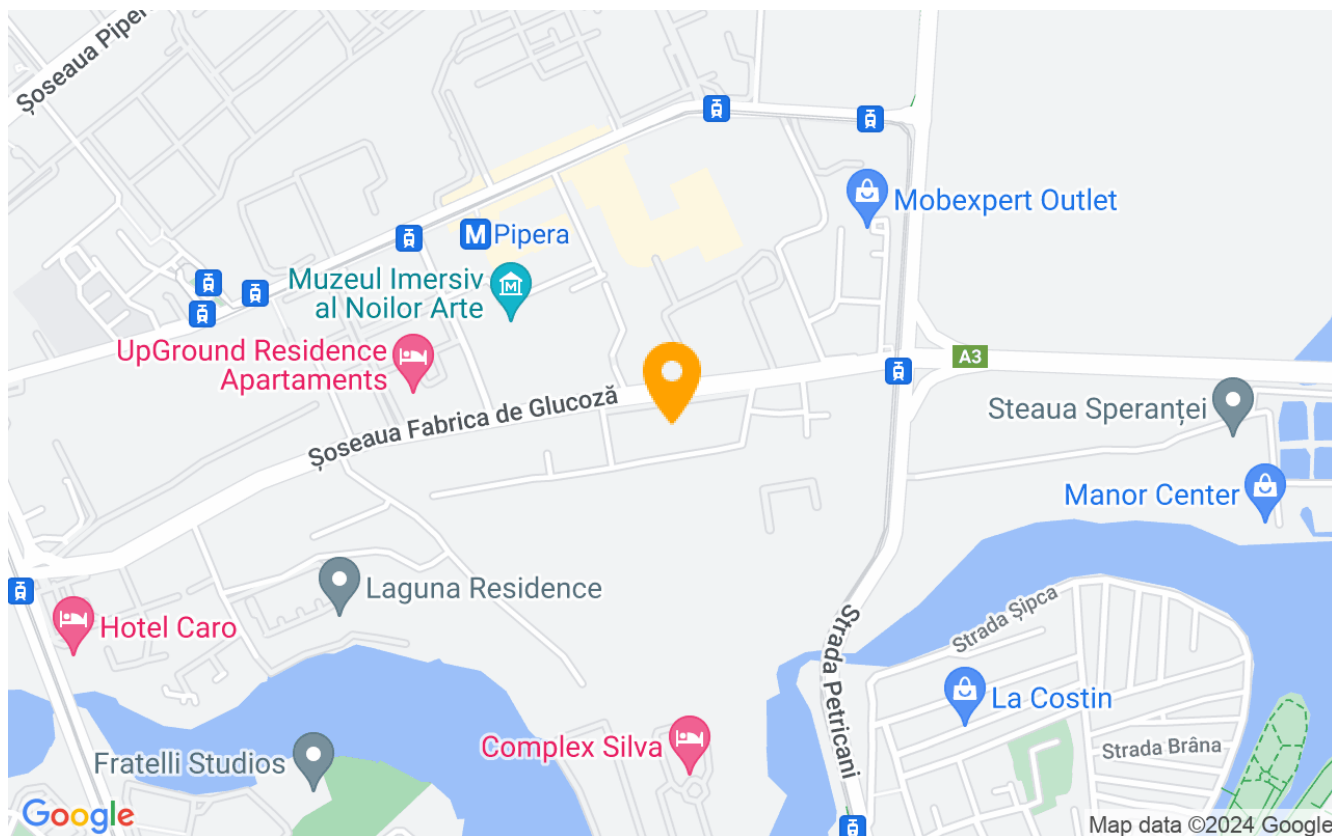 Șoseaua Pipera
Mobexpert Outlet
M Pipera
Muzeul Imersiv
al Noilor Arte
UpGround Residence
Apartaments
A3
Șoseaua Fabrica de Glucoză
Steaua Speranței
Manor Center
Laguna Residence
Hotel Caro
Strada Șipca
Strada Petricani
La Costin
Complex Silva
Strada Brâna
Fratelli Studios
Google
Map data ©2024 Google